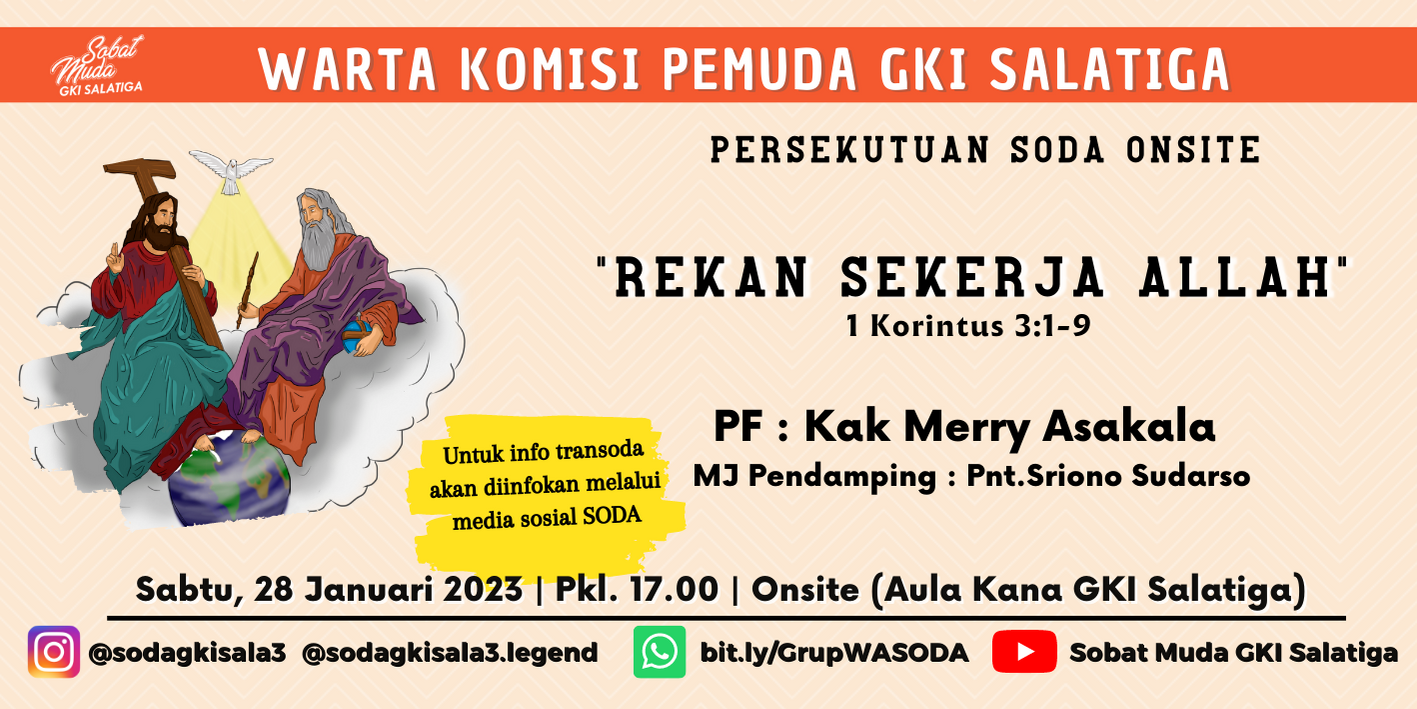 Sobat
Muda
GKI SALATIGA
WARTA KOMISI PEMUDA GKI SALATIGA
PERSEKUTUAN SODA ONSITE
"REKAN SEKERJA ALLAH"
1 Korintus 3:1-9
PF : Kak Merry Asakala
MJ Pendamping : Pnt.Sriono Sudarso
Untuk info transoda
akan diinfokan melalui
media sosial SODA
Sabtu, 28 Januari 2023 | Pkl. 17.00 | Onsite (Aula Kana GKI Salatiga)
@sodagkisala3 @sodagkisala3.legend bit.ly/GrupWASODA Sobat Muda GKI Salatiga